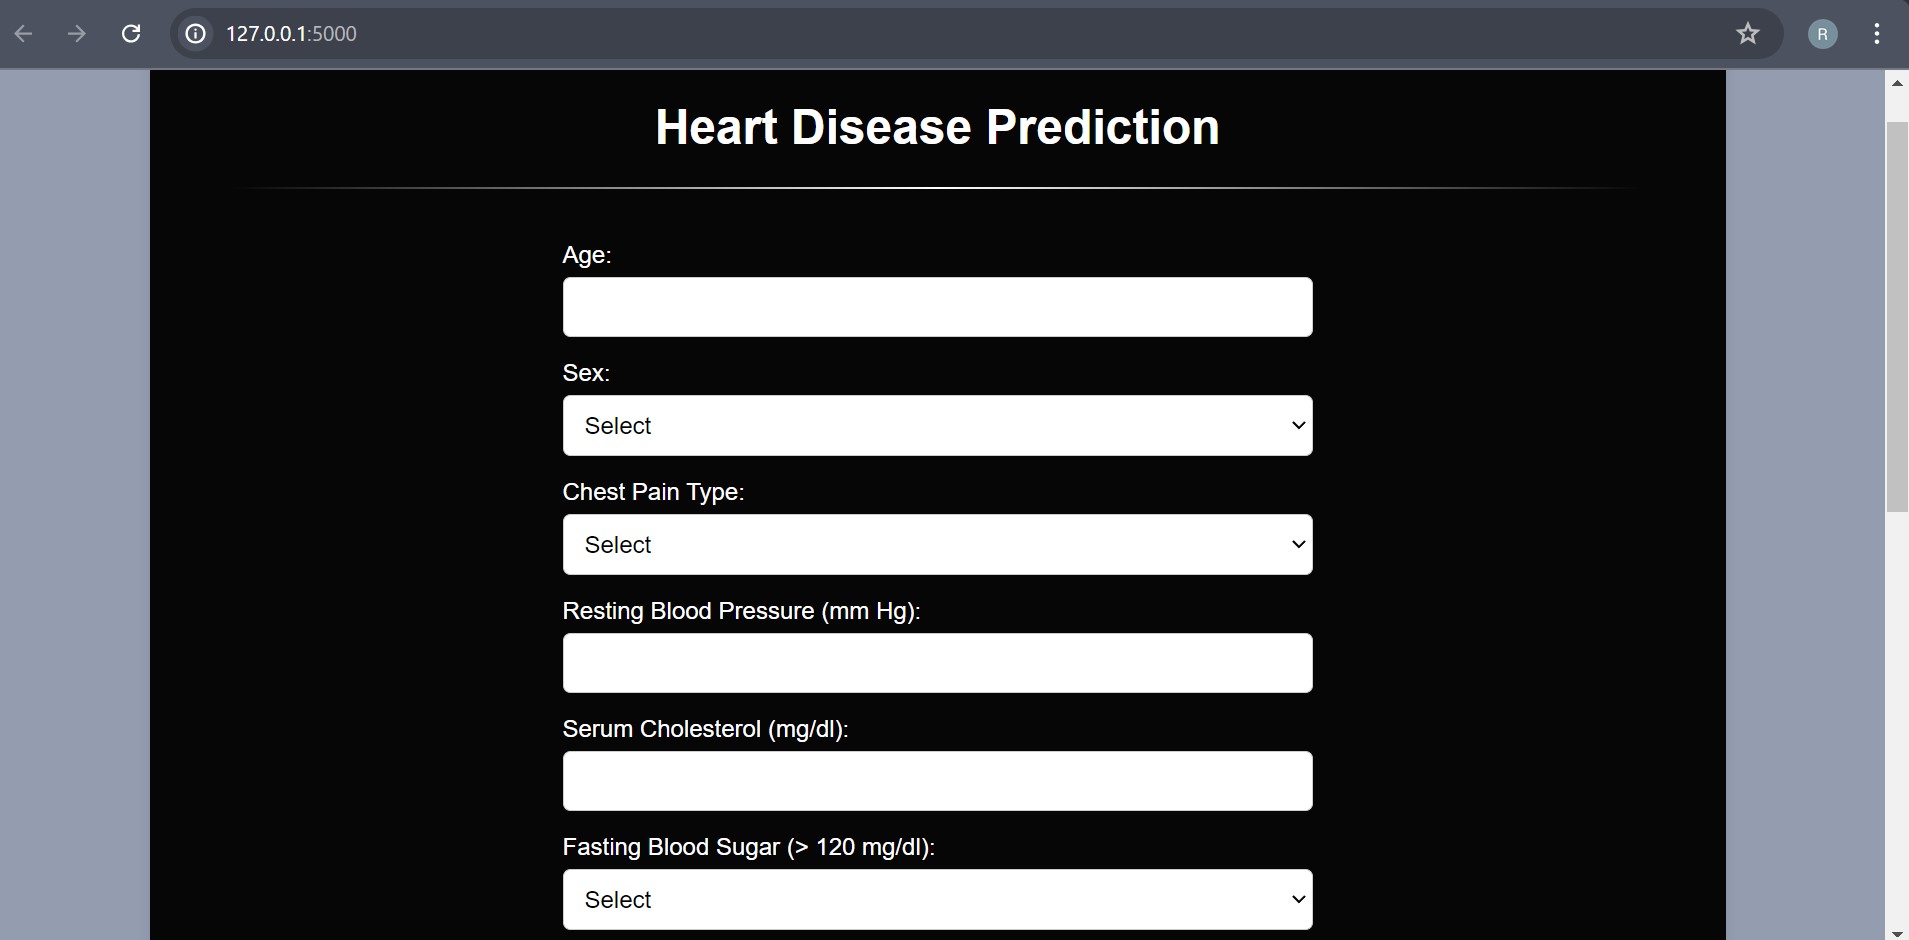 127.0.0.1:5000
R
Heart Disease Prediction
Age:
Sex:
Select
Chest Pain Type:
Select
Resting Blood Pressure (mm Hg):
Serum Cholesterol (mg/dl):
Fasting Blood Sugar (> 120 mg/dl):
Select